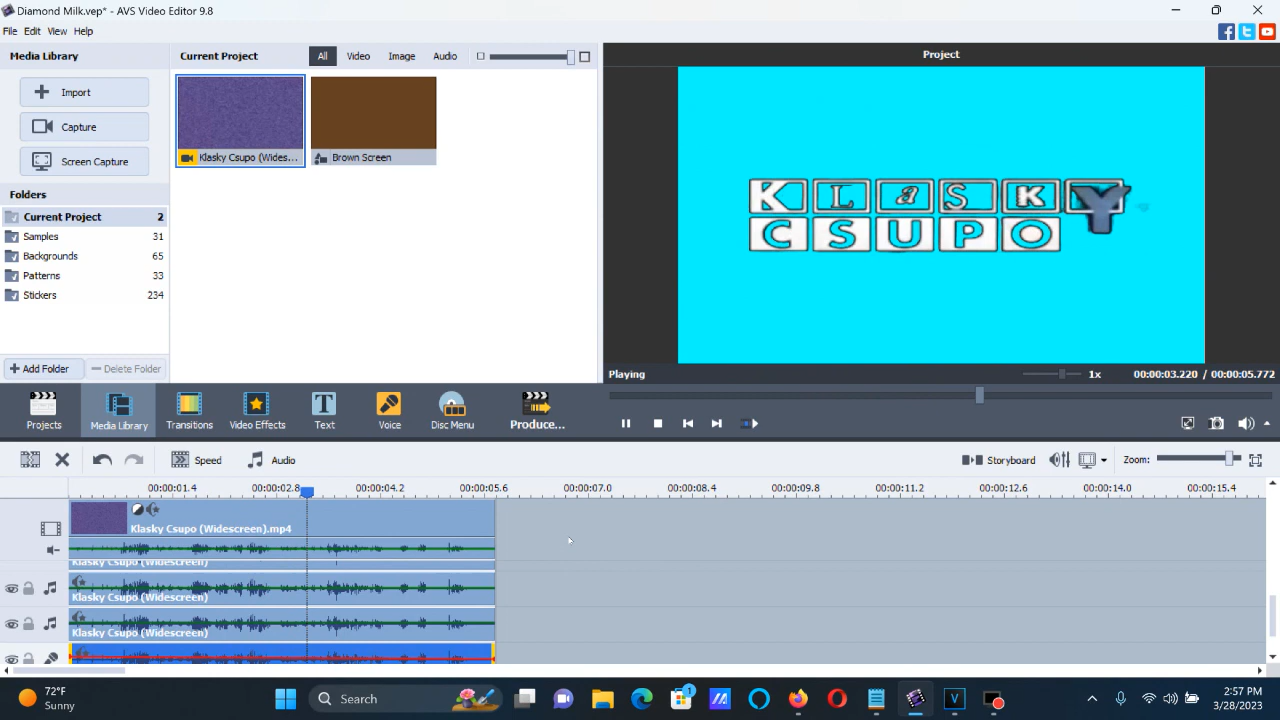 Diamond Milk.vep* - AVS Video Editor 9.8
File Edit View Help
Media Library
Import
Capture
Screen Capture
Folders
Current Project 2
Samples 31
Backgrounds 65
Patterns 33
Stickers 234
Add Folder Delete Folder
Current Project All Video Image Audio
Klasky Csupo (Wides... Brown Screen
Project
KLaSKY
CSUPO
Playing 1x 00:00:03.220 / 00:00:05.772
Projects Media Library Transitions Video Effects Text Voice Disc Menu Produce...
Speed Audio Storyboard Zoom:
00:00:01.4 00:00:02.8 00:00:04.2 00:00:05.6 00:00:07.0 00:00:08.4 00:00:09.8 00:00:11.2 00:00:12.6 00:00:14.0 00:00:15.4
Klasky Csupo (Widescreen).mp4
Klasky Csupo (Widescreen)
Klasky Csupo (Widescreen)
Klasky Csupo (Widescreen)
72°F
Sunny
Search
1
2:57 PM
3/28/2023